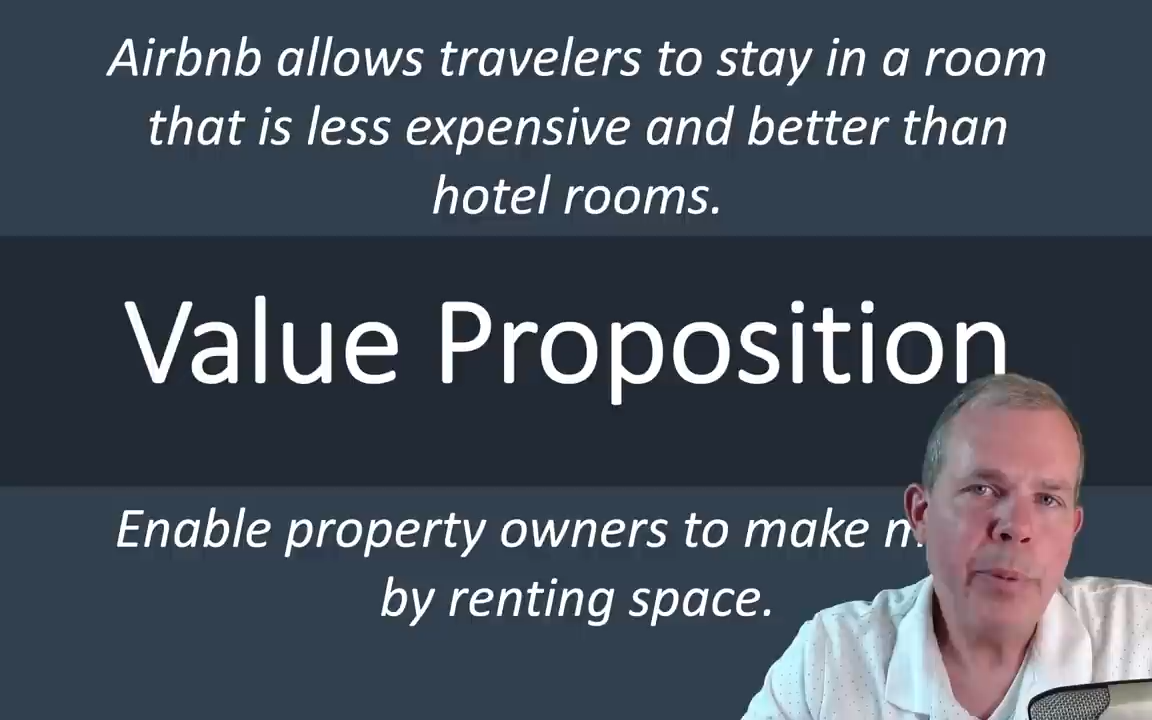 Airbnb allows travelers to stay in a room
that is less expensive and better than
hotel rooms.
Value Proposition
Enable property owners to make
by renting space.